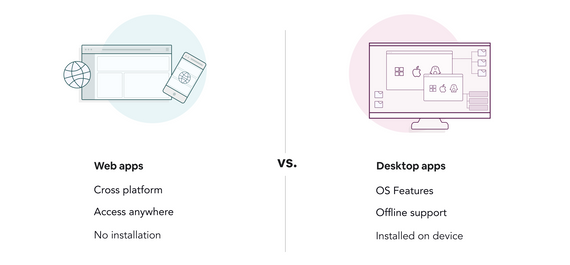 Web apps
Cross platform
Access anywhere
No installation
vs.
Desktop apps
OS Features
Offline support
Installed on device